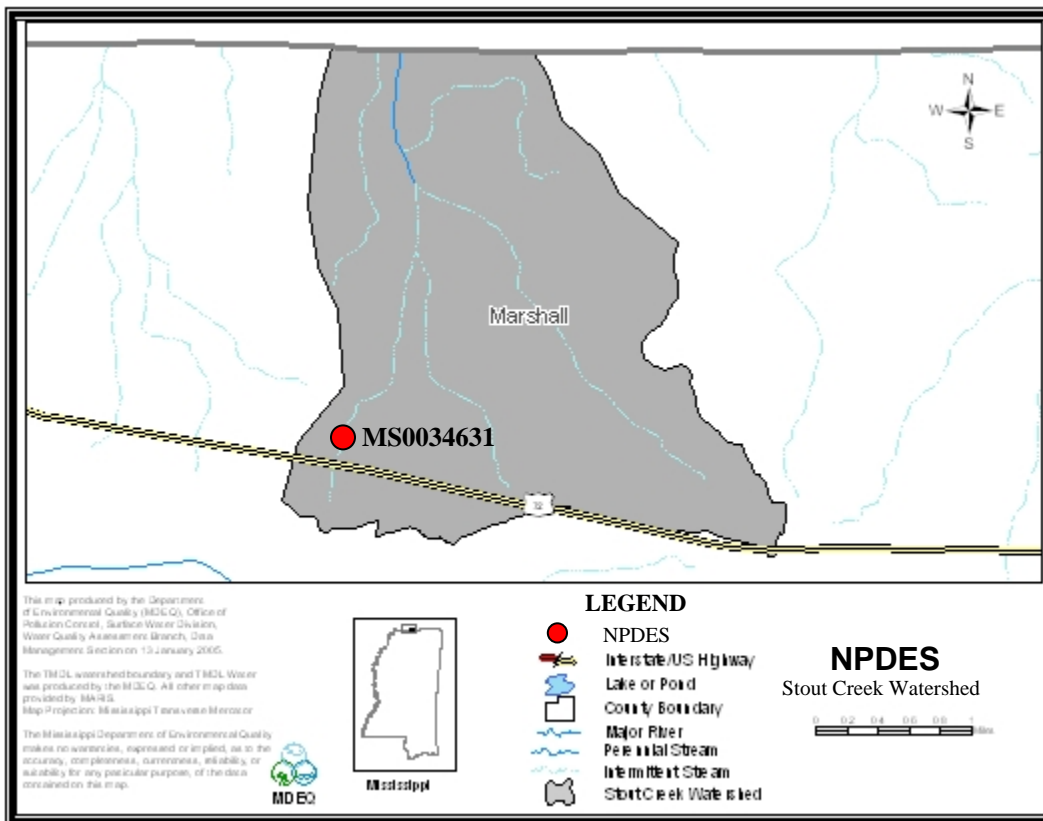 N
W E
S
Marshall
MS0034631
72
This map produced by the Department
of Environmental Quality (MDEQ), Office of
Pollution Control, Surface Water Division,
Water Quality Assessment Branch, Data
Management Section on 13 January 2005.
The TMDL watershed boundary and TMDL Water
was produced by the MDEQ. All other map data
provided by MARIS.
Map Projection: Mississippi Transverse Mercator
The Mississippi Department of Environmental Quality
makes no warranties, expressed or implied, as to the
accuracy, completeness, currentness, reliability, or
suitability for any particular purpose, of the data
contained on this map.
MDEQ
Mississippi
LEGEND
NPDES
Interstate/US Highway
Lake or Pond
County Boundary
Major River
Perennial Stream
Intermittent Stream
Stout Creek Watershed
NPDES
Stout Creek Watershed
0 0.2 0.4 0.6 0.8 1
Miles